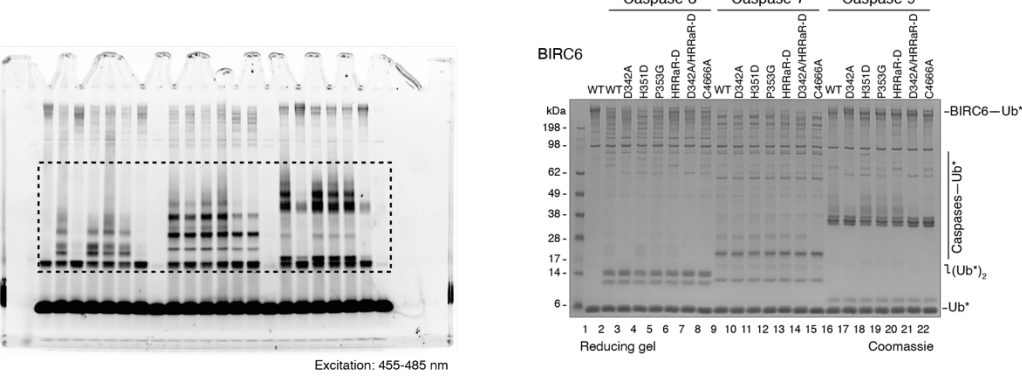 Caspase-7
Caspase-9
BIRC6
WT
WT
D342A
H351D
P353G
HRRaR-D
D342A/HRRaR-D
C4666A
WT
D342A
H351D
P353G
HRRaR-D
D342A/HRRaR-D
C4666A
WT
D342A
H351D
P353G
HRRaR-D
D342A/HRRaR-D
C4666A
kDa
198 -
98 -
62 -
49 -
38 -
28 -
17 -
14 -
6 -
-BIRC6—Ub*
Caspases—Ub*
(Ub*)2
-Ub*
1 2 3 4 5 6 7 8 9 10 11 12 13 14 15 16 17 18 19 20 21 22
Reducing gel Coomassie
Excitation: 455-485 nm